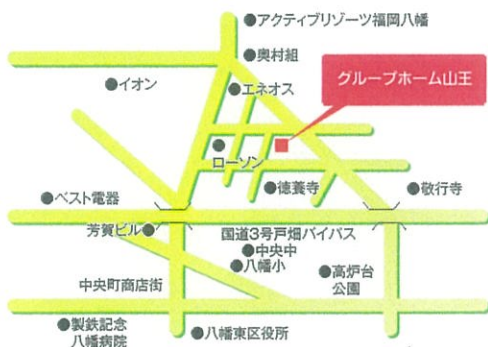 ●アクティブリゾーツ福岡八幡
●奥村組
●イオン
●エネオス
グループホーム山王
●
ローソン
●徳養寺
●敬行寺
●ベスト電器
芳賀ビル●
国道3号戸畑バイパス
●中央中
●八幡小
中央町商店街
●高炉台
公園
●製鉄記念
八幡病院
●八幡東区役所